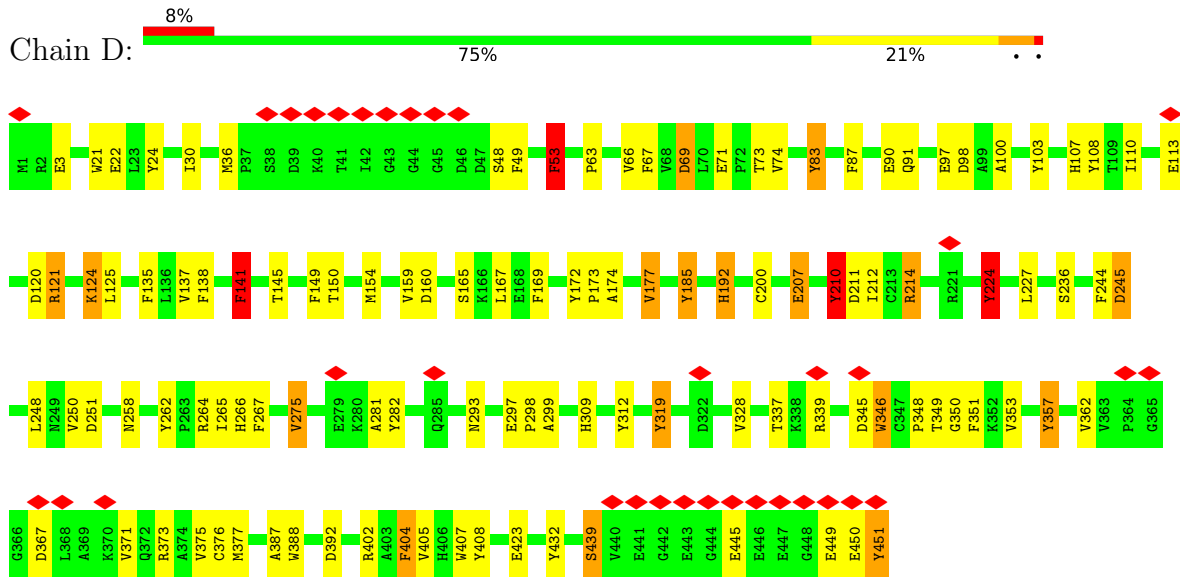 8%
Chain D:
75% 21% • •
M1 R2 E3 W21 E22 L23 Y24 I30 M36 P37 S38 D39 K40 T41 I42 G43 G44 G45 D46 D47 S48 F49 F53 P63 V66 F67 V68 D69 L70 E71 P72 T73 V74 Y83 F87 E90 Q91 E97 D98 A99 A100 Y103 H107 Y108 T109 I110 E113
D120 R121 K124 L125 F135 L136 V137 F138 F141 T145 F149 T150 M154 V159 D160 S165 K166 L167 E168 F169 Y172 P173 A174 V177 Y185 H192 C200 E207 Y210 D211 I212 C213 R214 R221 Y224 L227 S236 F244 D245
L248 N249 V250 D251 N258 Y262 P263 R264 I265 H266 F267 V275 E279 K280 A281 Y282 Q285 N293 E297 P298 A299 H309 Y312 Y319 D322 V328 T337 K338 R339 D345 W346 C347 P348 T349 G350 F351 K352 V353 Y357 V362 V363 P364 G365
G366 D367 L368 A369 K370 V371 Q372 R373 A374 V375 C376 M377 A387 W388 D392 R402 A403 F404 V405 H406 W407 Y408 E423 Y432 S439 V440 E441 G442 E443 G444 E445 E446 E447 G448 E449 E450 Y451